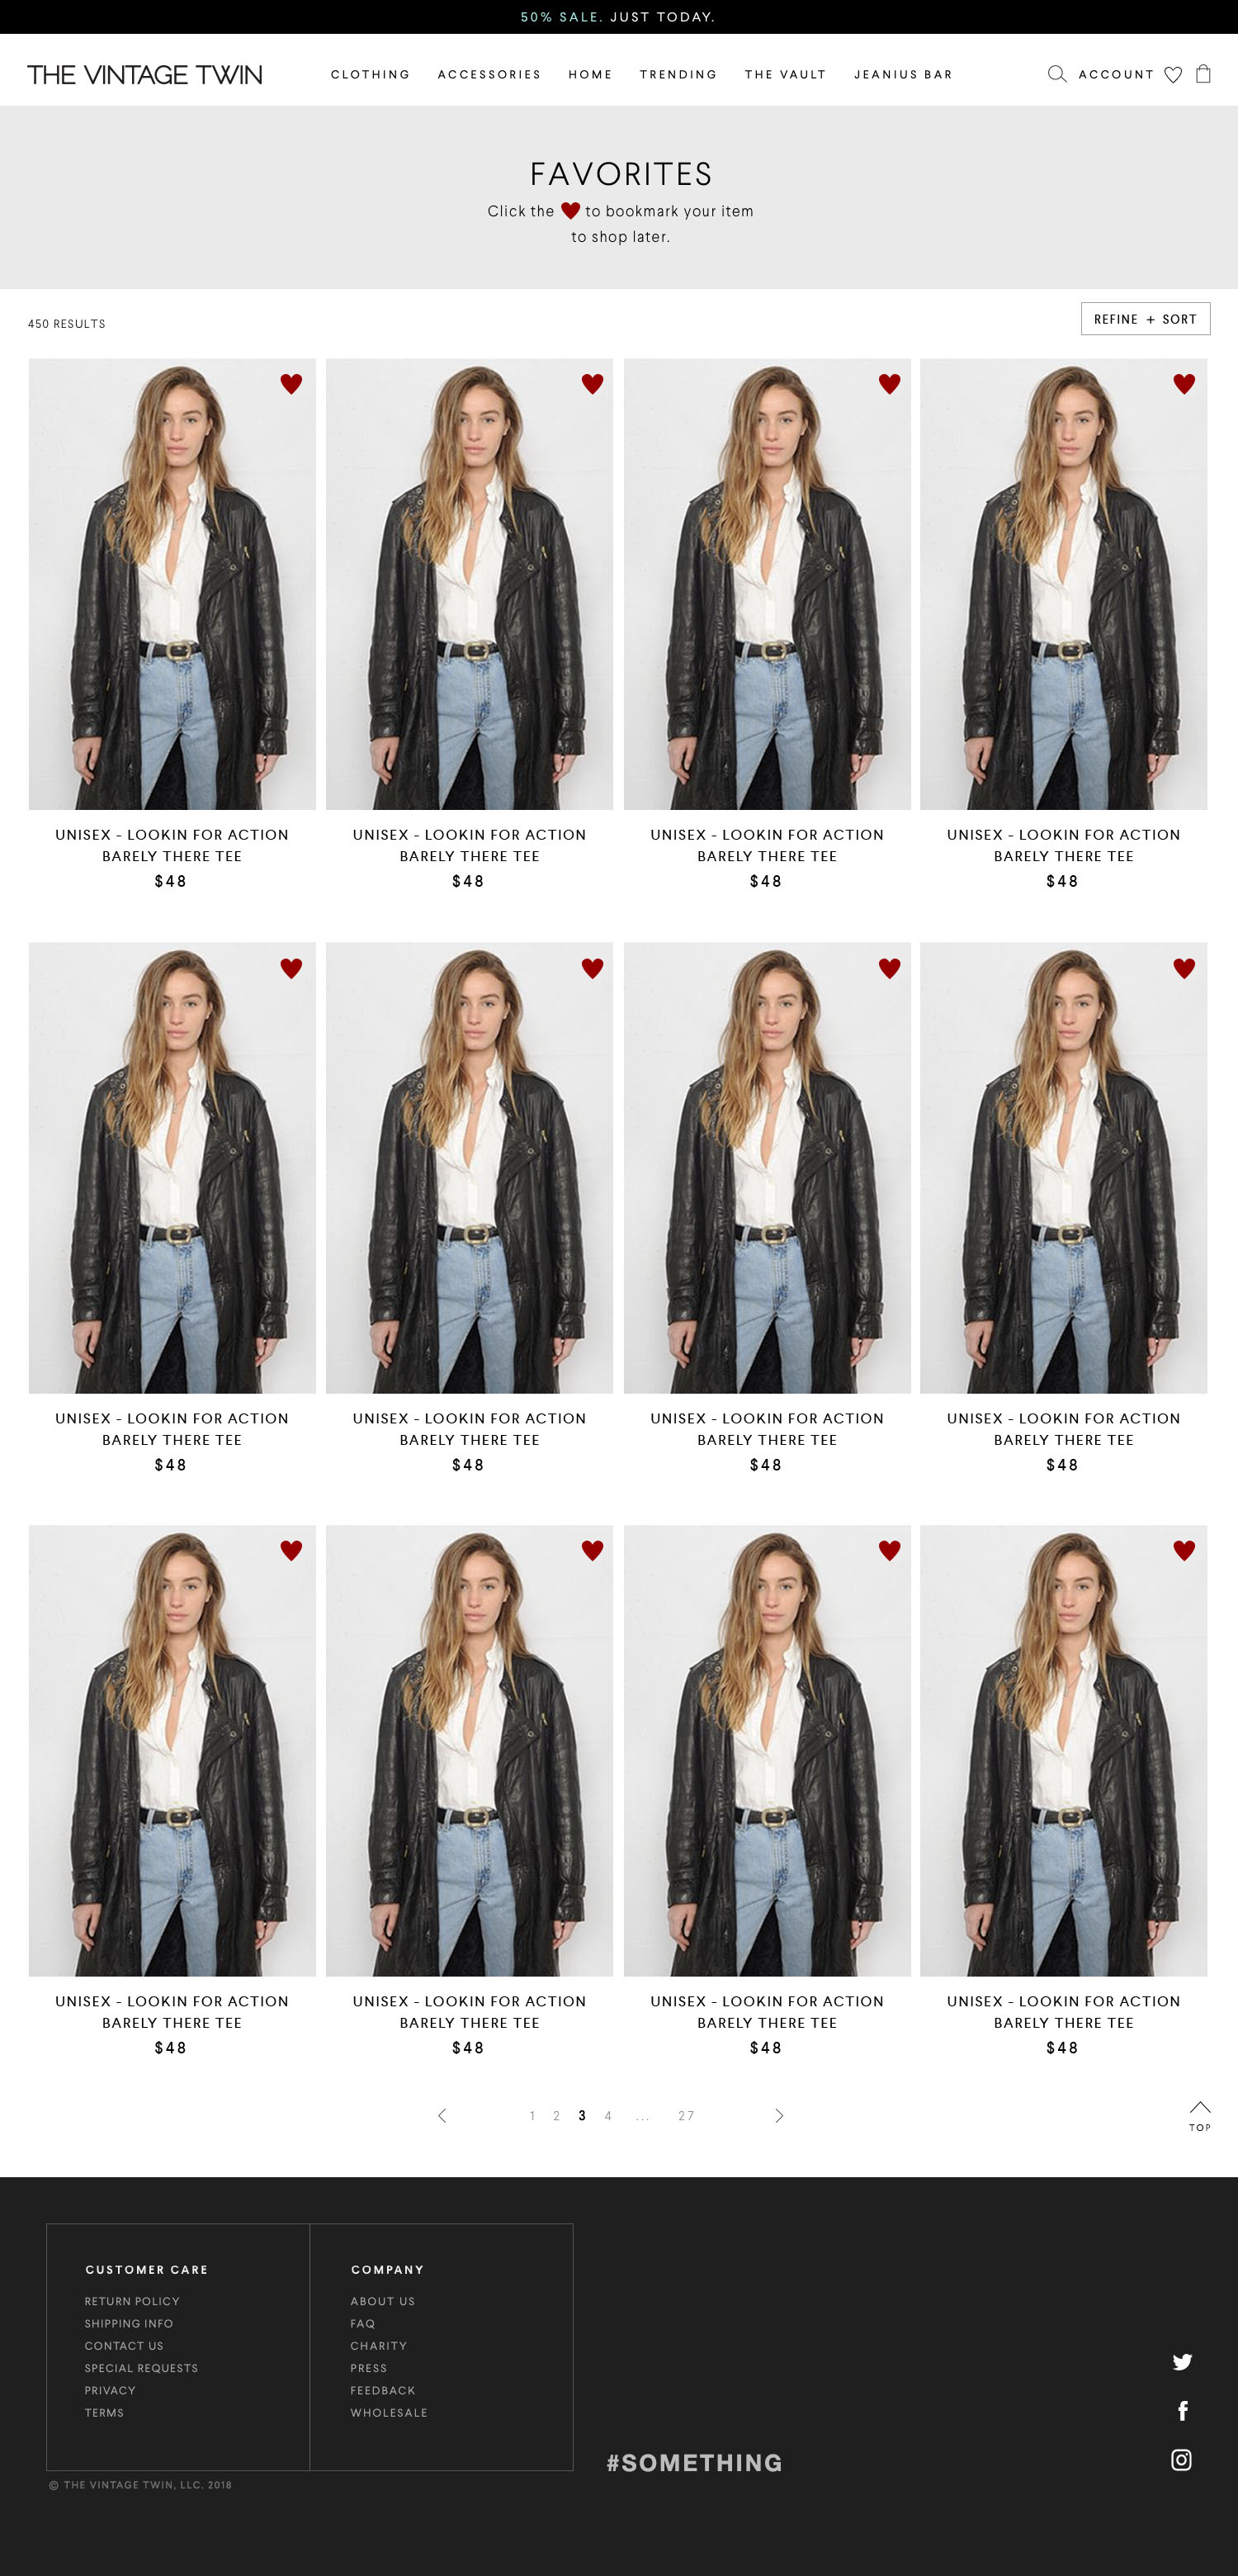 50% SALE. JUST TODAY.
THE VINTAGE TWIN
CLOTHING ACCESSORIES HOME TRENDING THE VAULT JEANIUS BAR
ACCOUNT
FAVORITES
Click the to bookmark your item
to shop later.
450 RESULTS
REFINE + SORT
UNISEX - LOOKIN FOR ACTION
BARELY THERE TEE
$48
UNISEX - LOOKIN FOR ACTION
BARELY THERE TEE
$48
UNISEX - LOOKIN FOR ACTION
BARELY THERE TEE
$48
UNISEX - LOOKIN FOR ACTION
BARELY THERE TEE
$48
UNISEX - LOOKIN FOR ACTION
BARELY THERE TEE
$48
UNISEX - LOOKIN FOR ACTION
BARELY THERE TEE
$48
UNISEX - LOOKIN FOR ACTION
BARELY THERE TEE
$48
UNISEX - LOOKIN FOR ACTION
BARELY THERE TEE
$48
UNISEX - LOOKIN FOR ACTION
BARELY THERE TEE
$48
UNISEX - LOOKIN FOR ACTION
BARELY THERE TEE
$48
UNISEX - LOOKIN FOR ACTION
BARELY THERE TEE
$48
UNISEX - LOOKIN FOR ACTION
BARELY THERE TEE
$48
1 2 3 4 ... 27
TOP
CUSTOMER CARE
RETURN POLICY
SHIPPING INFO
CONTACT US
SPECIAL REQUESTS
PRIVACY
TERMS
COMPANY
ABOUT US
FAQ
CHARITY
PRESS
FEEDBACK
WHOLESALE
#SOMETHING
© THE VINTAGE TWIN, LLC. 2018